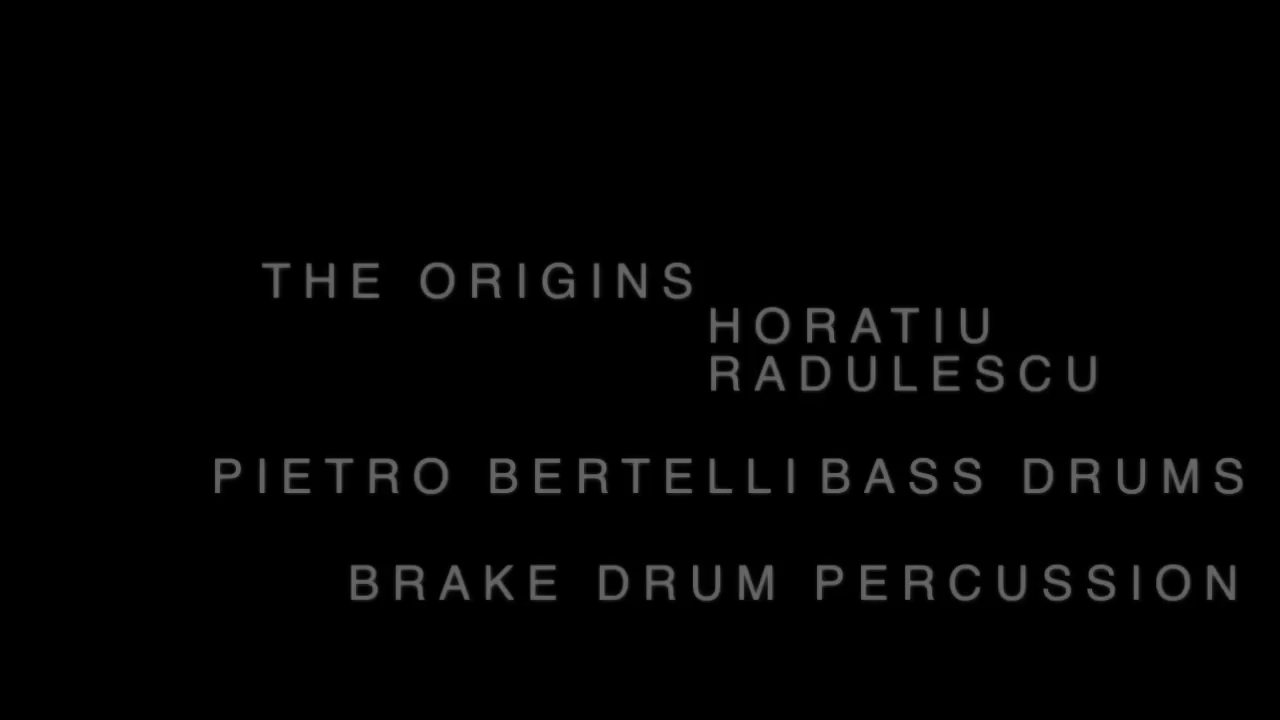 THE ORIGINS
HORATIU
RADULESCU
PIETRO BERTELLI BASS DRUMS
BRAKE DRUM PERCUSSION